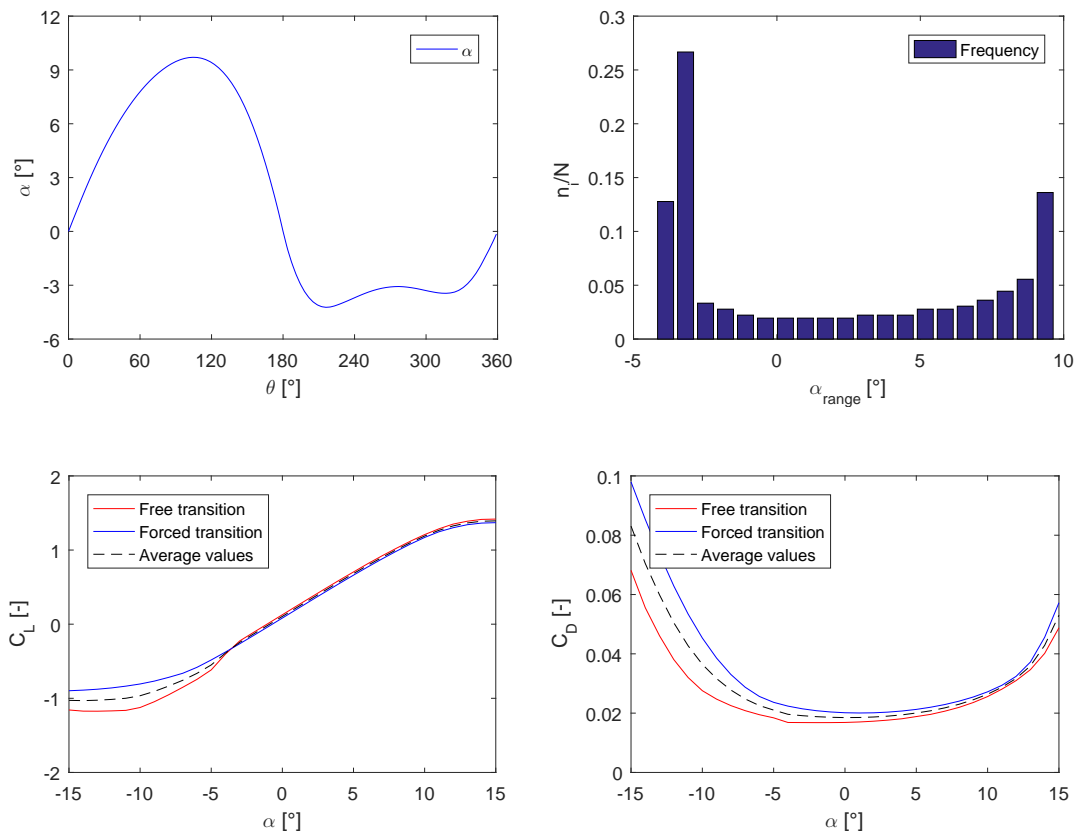 12
9
6
3
0
-3
-6
0 60 120 180 240 300 360
α [°]
θ [°]
α
0.3
0.25
0.2
0.15
0.1
0.05
0
-5 0 5 10
n_i/N
α_range [°]
Frequency
2
1
0
-1
-2
-15 -10 -5 0 5 10 15
C_L [-]
α [°]
Free transition
Forced transition
Average values
0.1
0.08
0.06
0.04
0.02
0
-15 -10 -5 0 5 10 15
C_D [-]
α [°]
Free transition
Forced transition
Average values